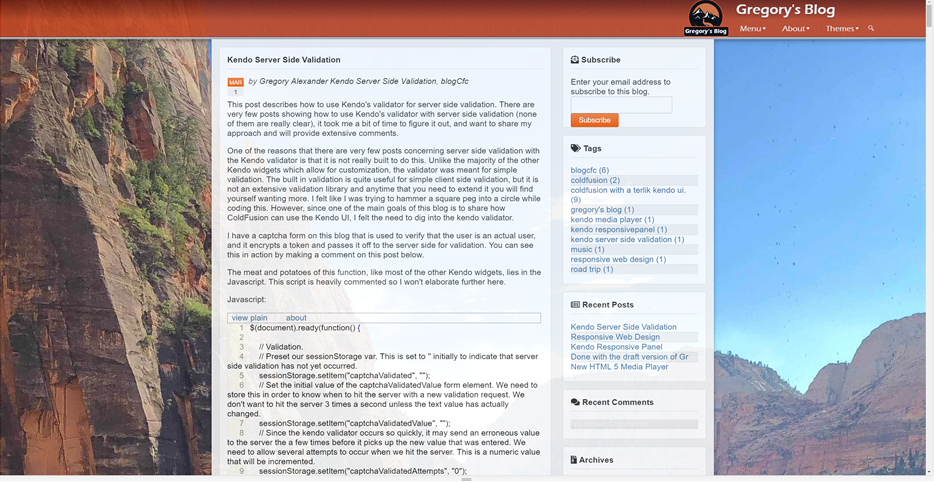 Gregory's Blog
Gregory's Blog
Menu
About
Themes
Kendo Server Side Validation
MAR
1
by Gregory Alexander Kendo Server Side Validation, blogCfc
This post describes how to use Kendo's validator for server side validation. There are
very few posts showing how to use Kendo's validator with server side validation (none
of them are really clear), it took me a bit of time to figure it out, and want to share my
approach and will provide extensive comments.
One of the reasons that there are very few posts concerning server side validation with
the Kendo validator is that it is not really built to do this. Unlike the majority of the other
Kendo widgets which allow for customization, the validator was meant for simple
validation. The built in validation is quite useful for simple client side validation, but it is
not an extensive validation library and anytime that you need to extend it you will find
yourself wanting more. I felt like I was trying to hammer a square peg into a circle while
coding this. However, since one of the main goals of this blog is to share how
ColdFusion can use the Kendo UI, I felt the need to dig into the kendo validator.
I have a captcha form on this blog that is used to verify that the user is an actual user,
and it encrypts a token and passes it off to the server side for validation. You can see
this in action by making a comment on this post below.
The meat and potatoes of this function, like most of the other Kendo widgets, lies in the
Javascript. This script is heavily commented so I won't elaborate further here.
Javascript:
view plain about
1 $(document).ready(function() {
2
3 // Validation.
4 // Preset our sessionStorage var. This is set to '' initially to indicate that server
side validation has not yet occurred.
5 sessionStorage.setItem("captchaValidated", "");
6 // Set the initial value of the captchaValidatedValue form element. We need to
store this in order to know when to hit the server with a new validation request. We
don't want to hit the server 3 times a second unless the text value has actually
changed.
7 sessionStorage.setItem("captchaValidatedValue", "");
8 // Since the kendo validator occurs so quickly, it may send an erroneous value
to the server the a few times before it picks up the new value that was entered. We
need to allow several attempts to occur when we hit the server. This is a numeric value
that will be incremented.
9 sessionStorage.setItem("captchaValidatedAttempts", "0");
Subscribe
Enter your email address to
subscribe to this blog.
Subscribe
Tags
blogcfc (6)
coldfusion (2)
coldfusion with a terlik kendo ui.
(9)
gregory's blog (1)
kendo media player (1)
kendo responsivepanel (1)
kendo server side validation (1)
music (1)
responsive web design (1)
road trip (1)
Recent Posts
Kendo Server Side Validation
Responsive Web Design
Kendo Responsive Panel
Done with the draft version of Gr
New HTML 5 Media Player
Recent Comments
Archives